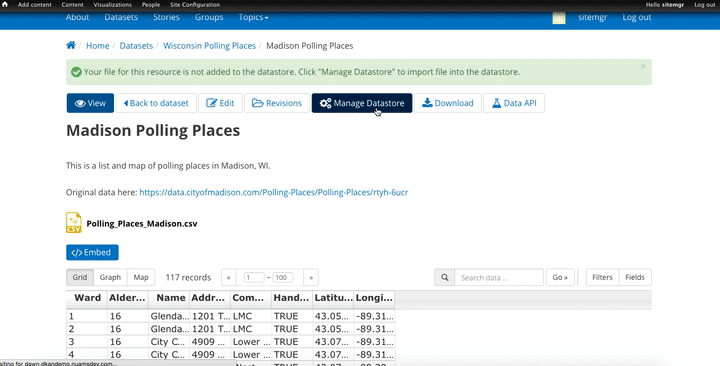 Add content Content Visualizations People Site Configuration Hello sitemgr Log out
About Datasets Stories Groups Topics sitemgr Log out
Home / Datasets / Wisconsin Polling Places / Madison Polling Places
Your file for this resource is not added to the datastore. Click "Manage Datastore" to import file into the datastore. ×
View Back to dataset Edit Revisions Manage Datastore Download Data API
Madison Polling Places
This is a list and map of polling places in Madison, WI.
Original data here: https://data.cityofmadison.com/Polling-Places/Polling-Places/rtyh-6ucr
CSV
Polling_Places_Madison.csv
</> Embed
Grid Graph Map 117 records « 1 – 100 » Search data ... Go » Filters Fields
Ward Alder... Name Addr... Com... Hand... Latitu... Longi...
1 16 Glenda... 1201 T... LMC TRUE 43.05... -89.31...
2 16 Glenda... 1201 T... LMC TRUE 43.05... -89.31...
3 16 City C... 4909 ... Lower ... TRUE 43.07... -89.31...
4 16 City C... 4909 ... Lower ... TRUE 43.07... -89.31...